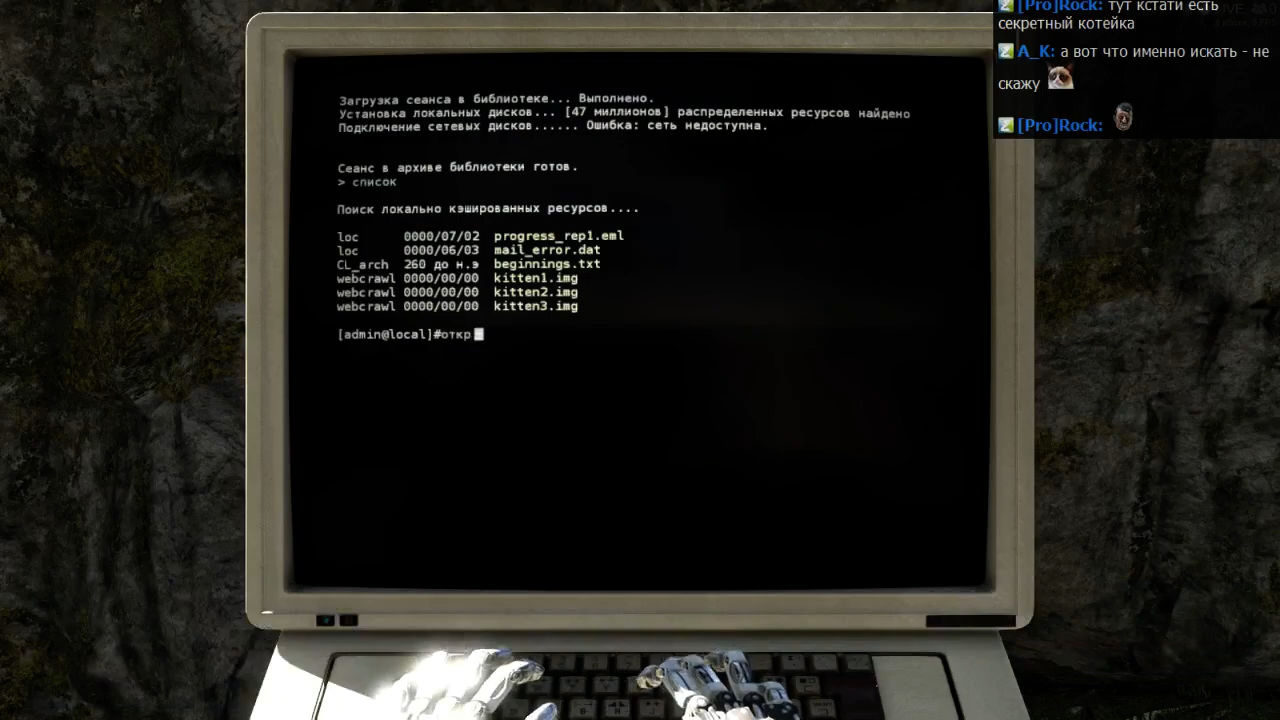 Загрузка сеанса в библиотеке... Выполнено.
Установка локальных дисков... [47 миллионов] распределенных ресурсов найдено
Подключение сетевых дисков...... Ошибка: сеть недоступна.
Сеанс в архиве библиотеки готов.
> список
Поиск локально кэшированных ресурсов....
loc 0000/07/02 progress_rep1.eml
loc 0000/06/03 mail_error.dat
CL_arch 260 до н.э beginnings.txt
webcrawl 0000/00/00 kitten1.img
webcrawl 0000/00/00 kitten2.img
webcrawl 0000/00/00 kitten3.img
[admin@local]#откр
[Pro]Rock: тут кстати есть
секретный котейка
A_K: а вот что именно искать - не
скажу
[Pro]Rock: